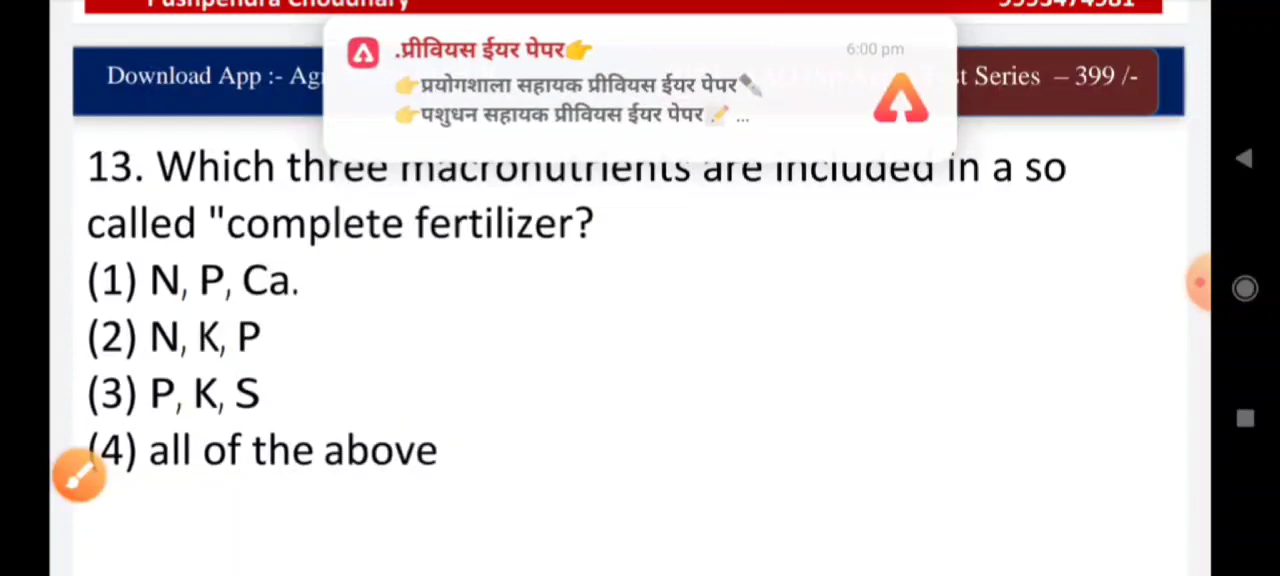 Pushpendra Choudhary
.प्रीवियस ईयर पेपर👉
6:00 pm
👉प्रयोगशाला सहायक प्रीवियस ईयर पेपर✒️
👉पशुधन सहायक प्रीवियस ईयर पेपर📝 ...
Download App :- Ag
t Series – 399 /-
13. Which three macronutrients are included in a so
called "complete fertilizer?
(1) N, P, Ca.
(2) N, K, P
(3) P, K, S
(4) all of the above